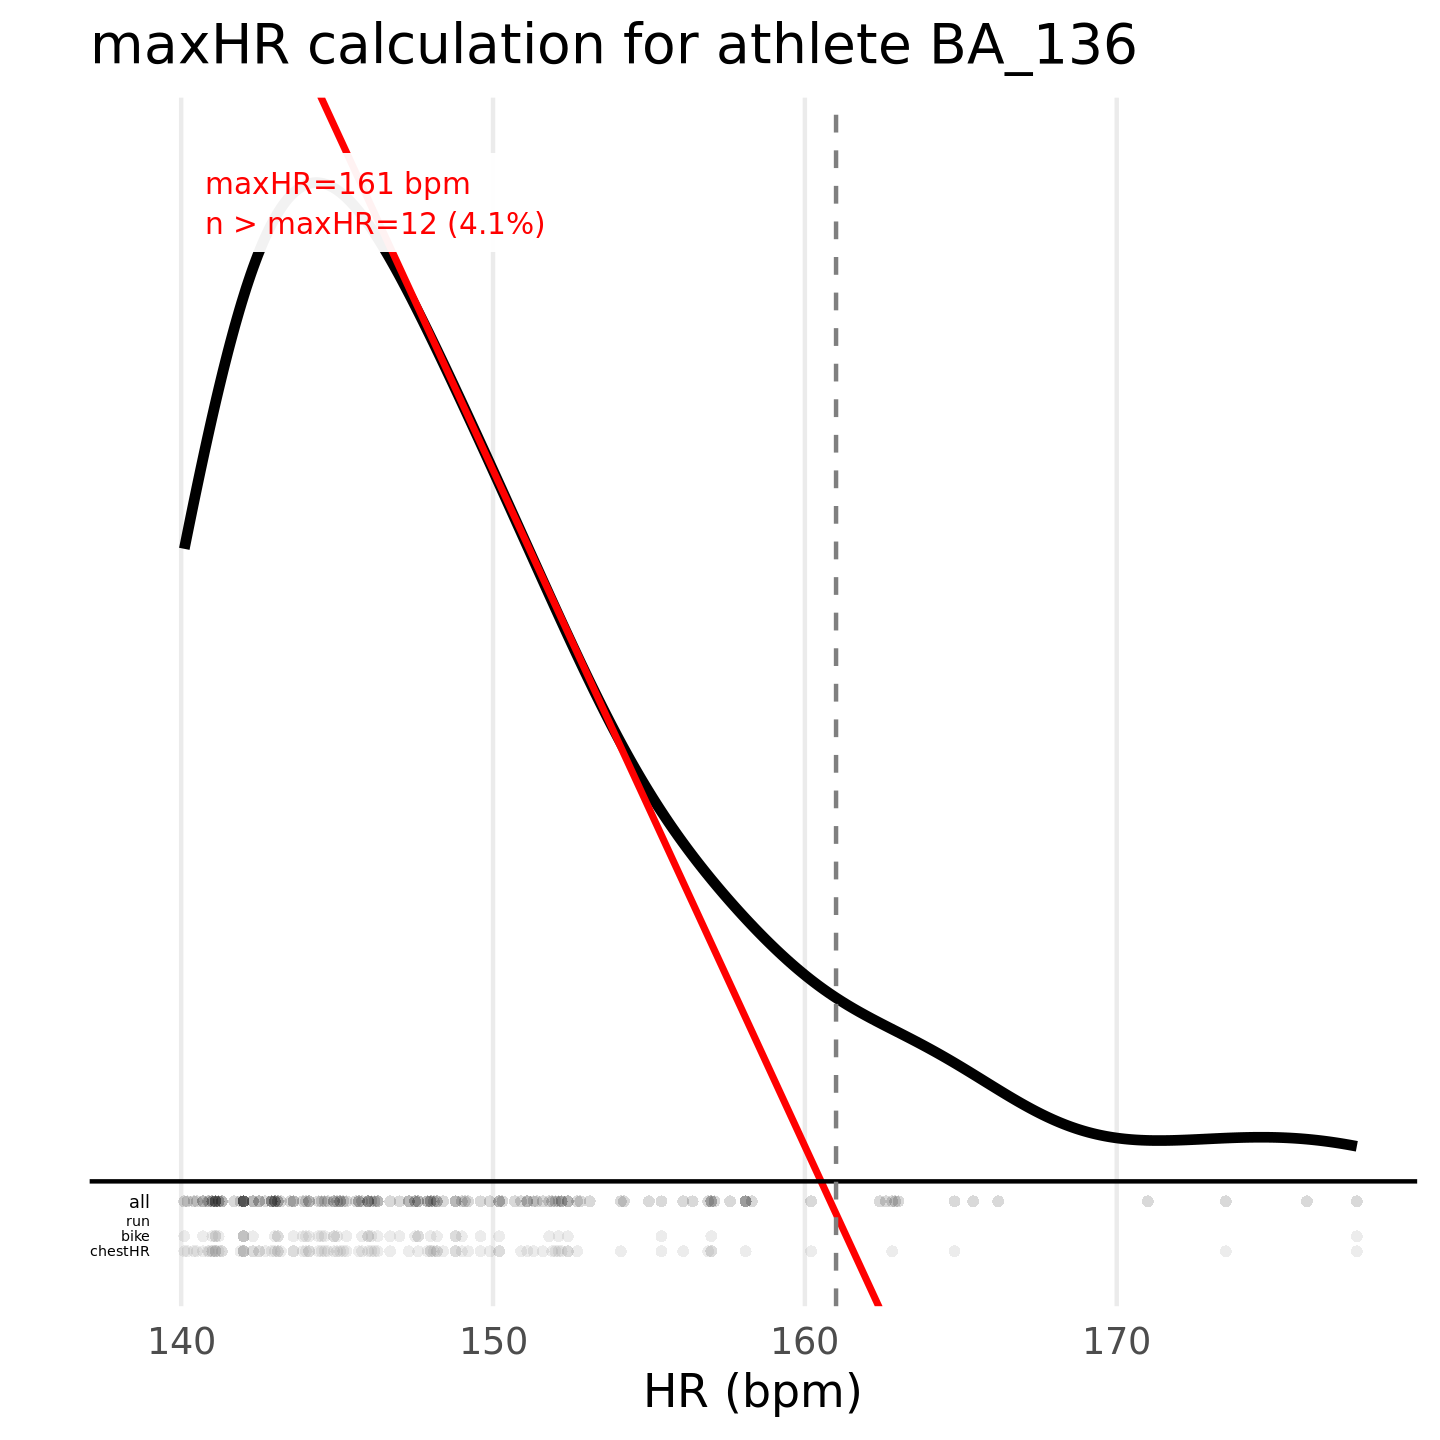 maxHR calculation for athlete BA_136
maxHR=161 bpm
n > maxHR=12 (4.1%)
all
run
bike
chestHR
140 150 160 170
HR (bpm)